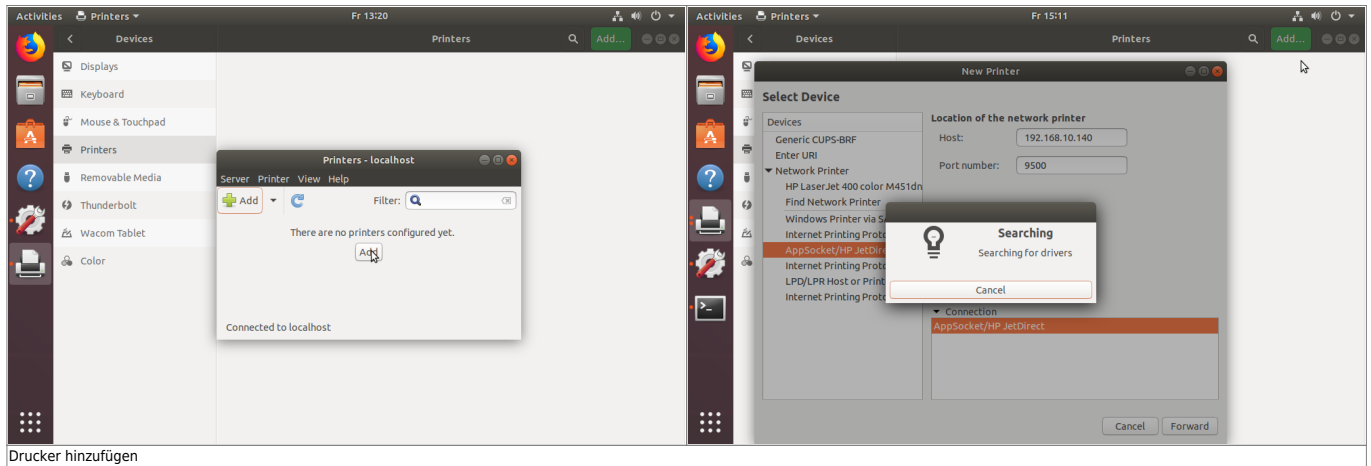 Activities Printers Fr 13:20
Devices Printers Add...
Displays
Keyboard
Mouse & Touchpad
Printers
Removable Media
Thunderbolt
Wacom Tablet
Color
Printers - localhost
Server Printer View Help
Add Filter:
There are no printers configured yet.
Add
Connected to localhost
Activities Printers Fr 15:11
Devices Printers Add...
New Printer
Select Device
Devices
Generic CUPS-BRF
Enter URI
Network Printer
HP LaserJet 400 color M451dn
Find Network Printer
Windows Printer via S
Internet Printing Proto
AppSocket/HP JetDire
Internet Printing Proto
LPD/LPR Host or Print
Internet Printing Proto
Location of the network printer
Host: 192.168.10.140
Port number: 9500
Searching
Searching for drivers
Cancel
Connection
AppSocket/HP JetDirect
Cancel Forward
Drucker hinzufügen